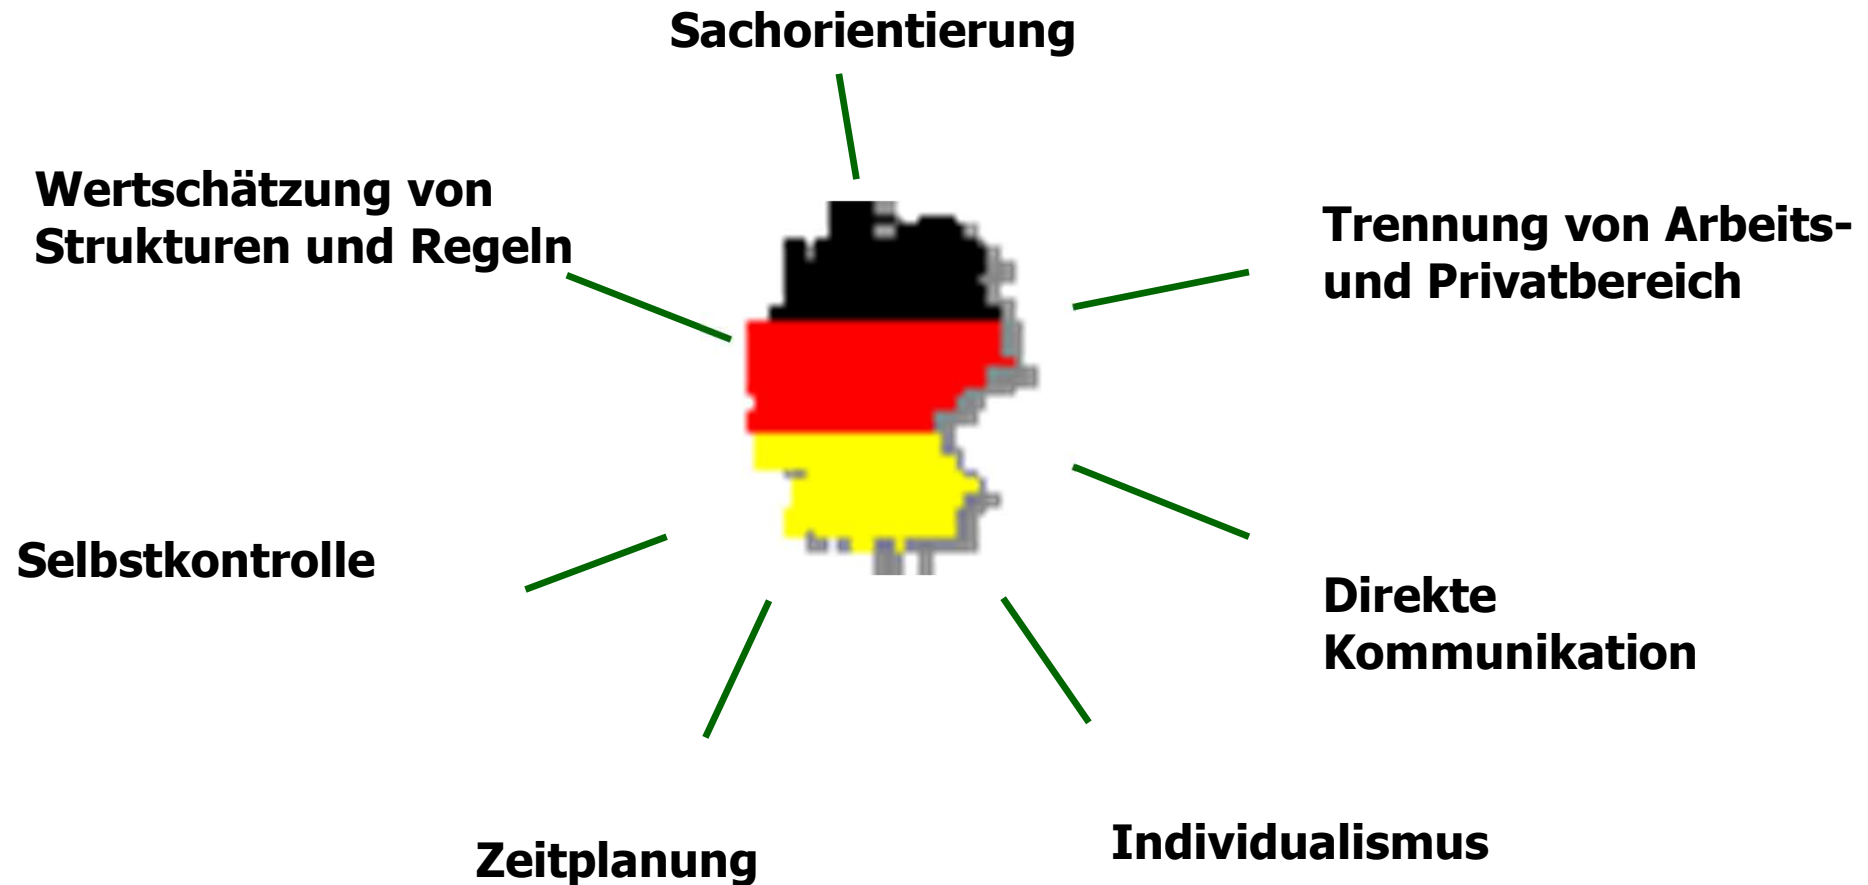 Sachorientierung
Wertschätzung von
Strukturen und Regeln
Trennung von Arbeits-
und Privatbereich
Selbstkontrolle
Direkte
Kommunikation
Zeitplanung
Individualismus